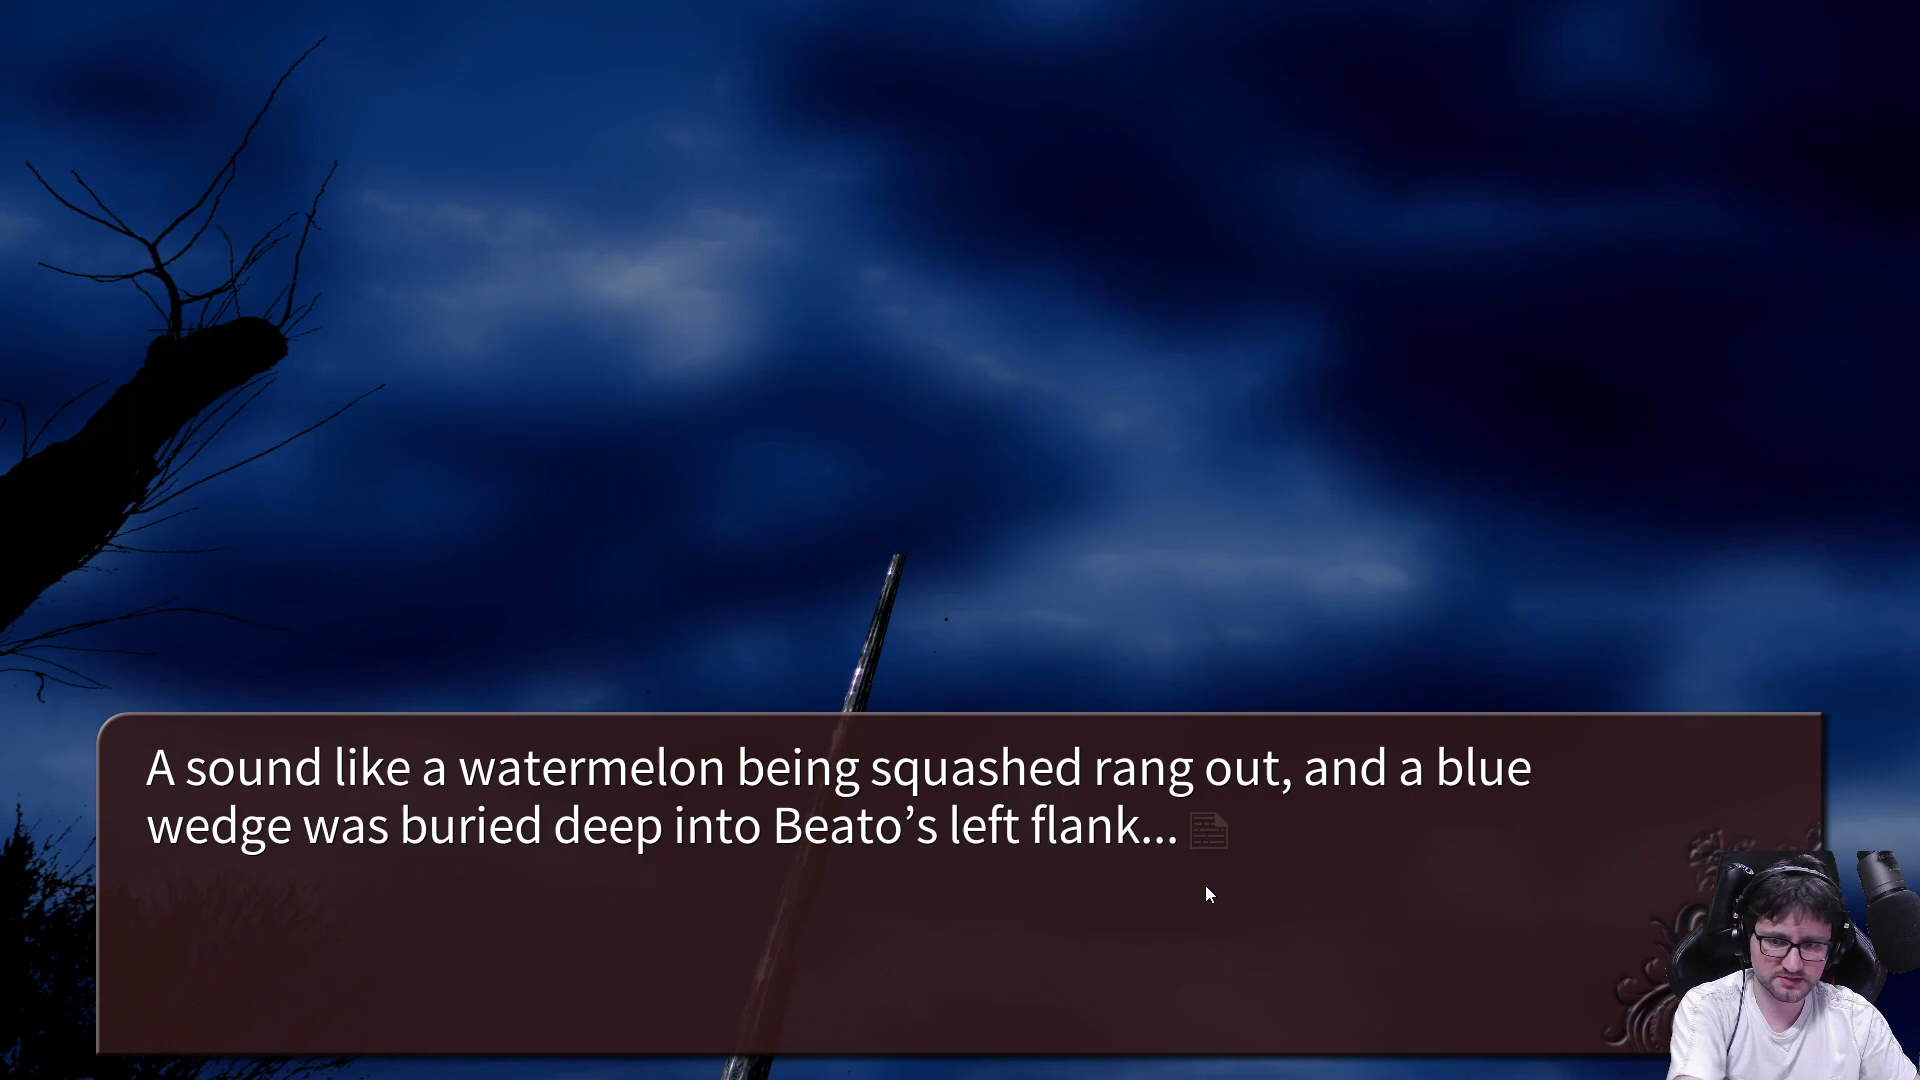 A sound like a watermelon being squashed rang out, and a blue
wedge was buried deep into Beato’s left flank...